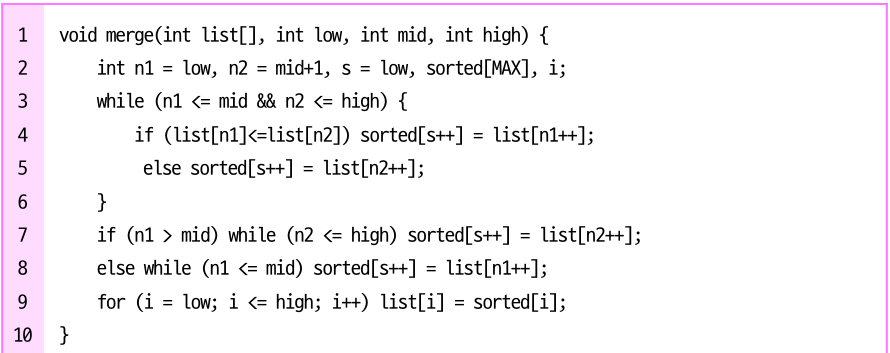 1 void merge(int list[], int low, int mid, int high) {
2 int n1 = low, n2 = mid+1, s = low, sorted[MAX], i;
3 while (n1 <= mid && n2 <= high) {
4 if (list[n1]<=list[n2]) sorted[s++] = list[n1++];
5 else sorted[s++] = list[n2++];
6 }
7 if (n1 > mid) while (n2 <= high) sorted[s++] = list[n2++];
8 else while (n1 <= mid) sorted[s++] = list[n1++];
9 for (i = low; i <= high; i++) list[i] = sorted[i];
10 }